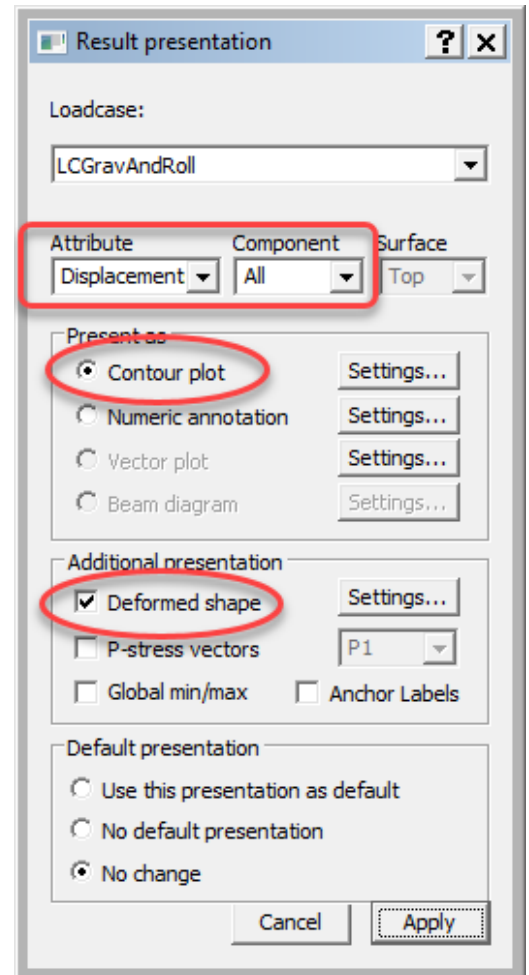 Result presentation
Loadcase:
LCGravAndRoll
Attribute Component Surface
Displacement All Top
Present as
Contour plot Settings...
Numeric annotation Settings...
Vector plot Settings...
Beam diagram Settings...
Additional presentation
Deformed shape Settings...
P-stress vectors P1
Global min/max Anchor Labels
Default presentation
Use this presentation as default
No default presentation
No change
Cancel Apply